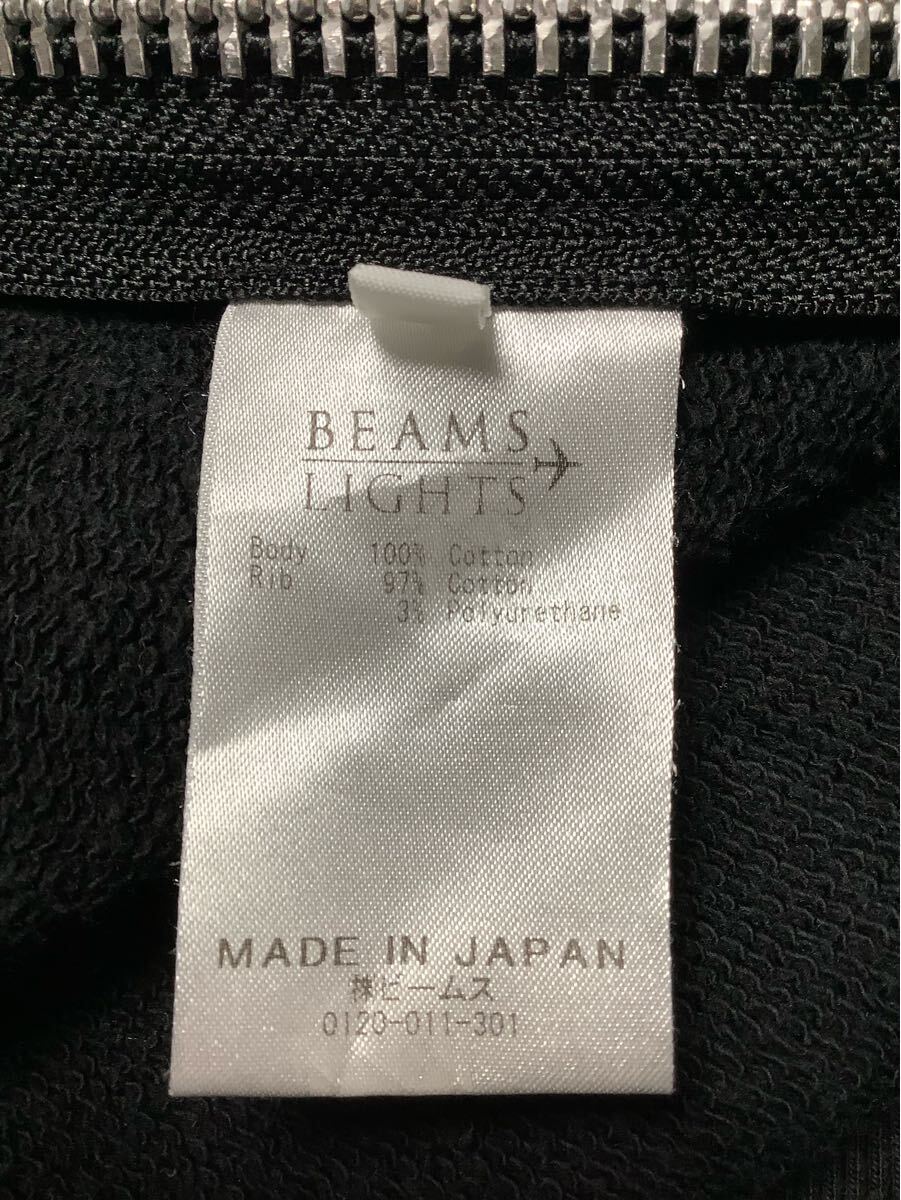 BEAMS
LIGHTS
Body 100% Cotton
Rib 97% Cotton
3% Polyurethane
MADE IN JAPAN
㈱ビームス
0120-011-301